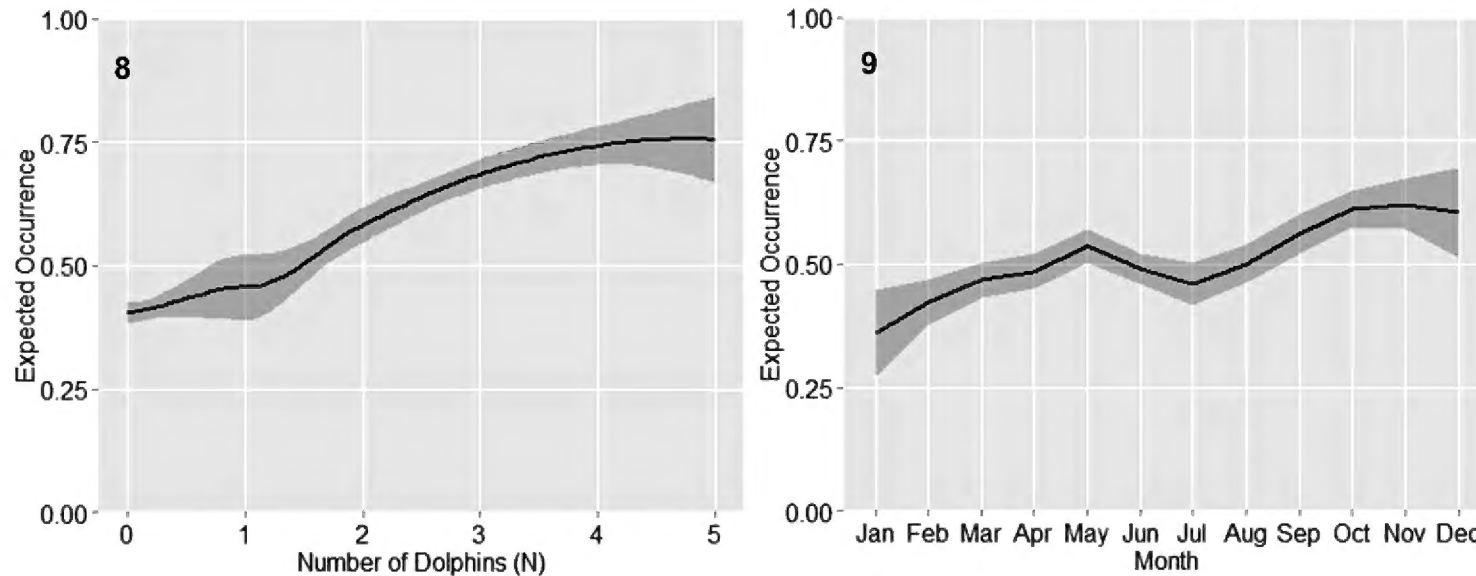 8
Expected Occurrence
1.00
0.75
0.50
0.25
0.00
0 1 2 3 4 5
Number of Dolphins (N)
9
Expected Occurrence
1.00
0.75
0.50
0.25
0.00
Jan Feb Mar Apr May Jun Jul Aug Sep Oct Nov Dec
Month